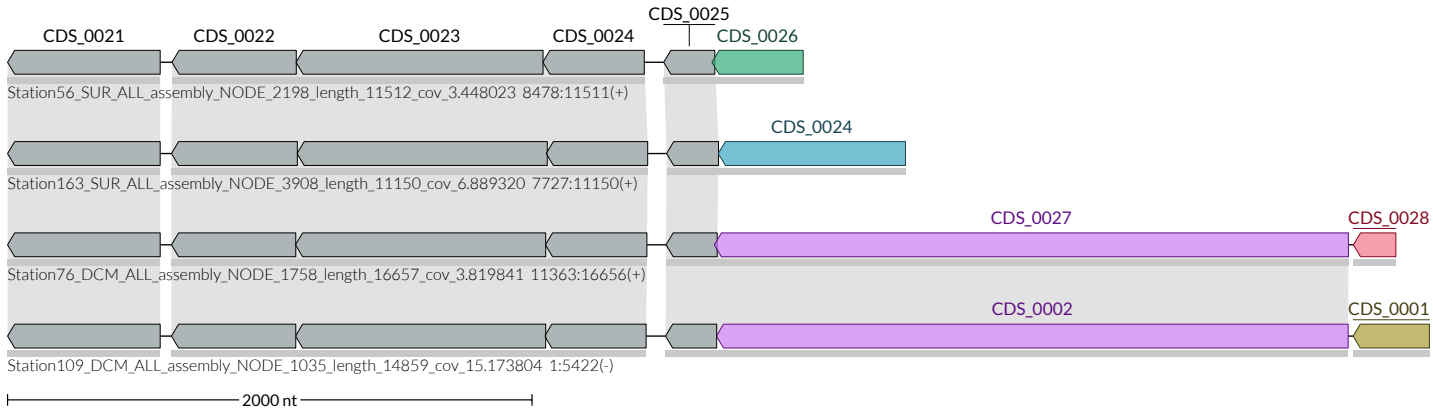 CDS_0025
CDS_0021 CDS_0022 CDS_0023 CDS_0024 CDS_0026
Station56_SUR_ALL_assembly_NODE_2198_length_11512_cov_3.448023 8478:11511(+)
CDS_0024
Station163_SUR_ALL_assembly_NODE_3908_length_11150_cov_6.889320 7727:11150(+)
CDS_0027 CDS_0028
Station76_DCM_ALL_assembly_NODE_1758_length_16657_cov_3.819841 11363:16656(+)
CDS_0002 CDS_0001
Station109_DCM_ALL_assembly_NODE_1035_length_14859_cov_15.173804 1:5422(-)
2000 nt